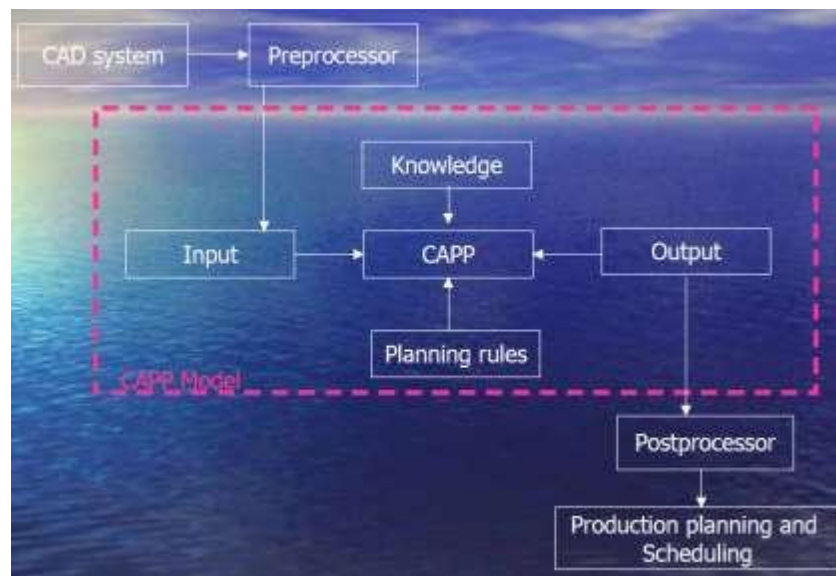 CAD system
Preprocessor
Knowledge
Input
CAPP
Output
Planning rules
CAPP Model
Postprocessor
Production planning and
Scheduling